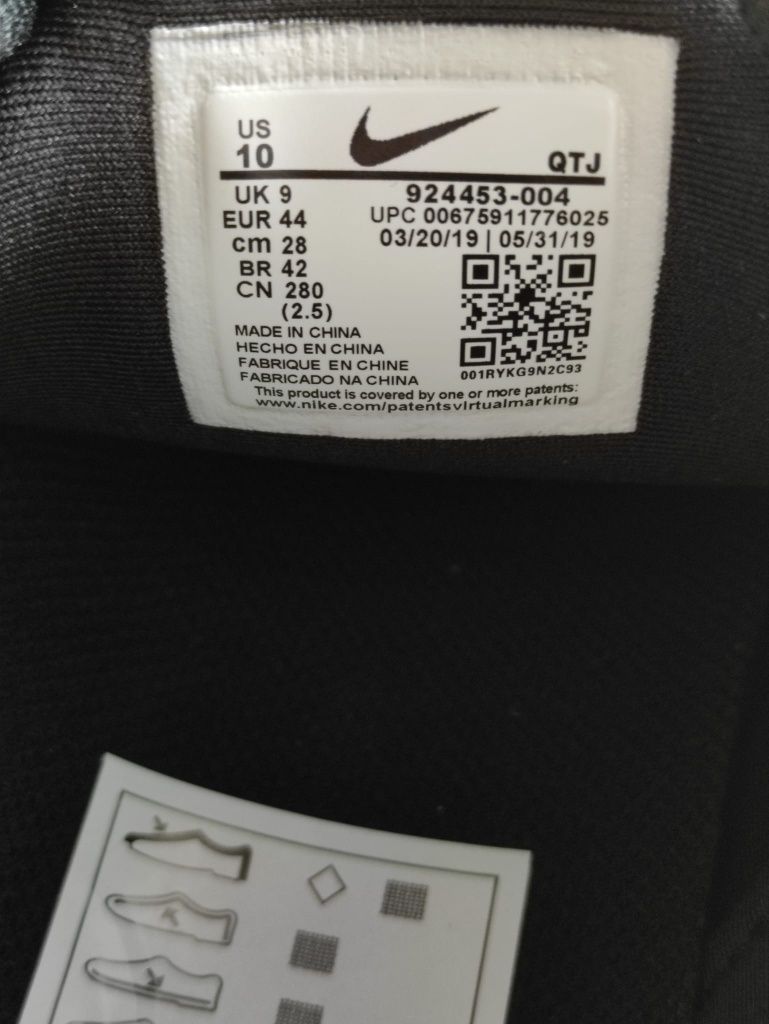 US
10
QTJ
UK 9
924453-004
EUR 44
UPC 00675911776025
cm 28
03/20/19 | 05/31/19
BR 42
CN 280
(2.5)
MADE IN CHINA
HECHO EN CHINA
FABRIQUE EN CHINE
FABRICADO NA CHINA
001RYKG9N2C93
This product is covered by one or more patents:
www.nike.com/patentsvirtualmarking